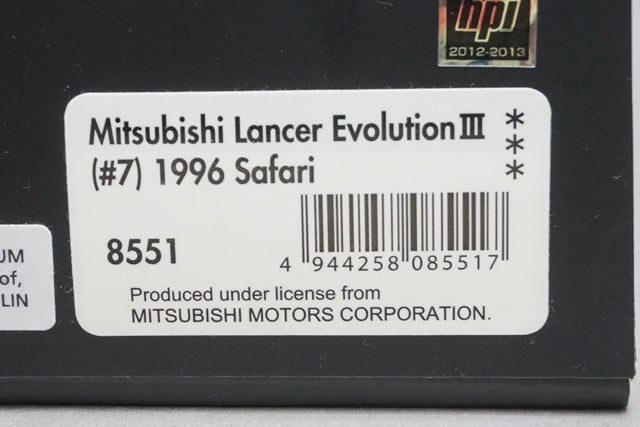 hpi
2012-2013
Mitsubishi Lancer Evolution III
(#7) 1996 Safari
***
8551
4 944258 085517
Produced under license from
MITSUBISHI MOTORS CORPORATION.
UM
of,
LIN